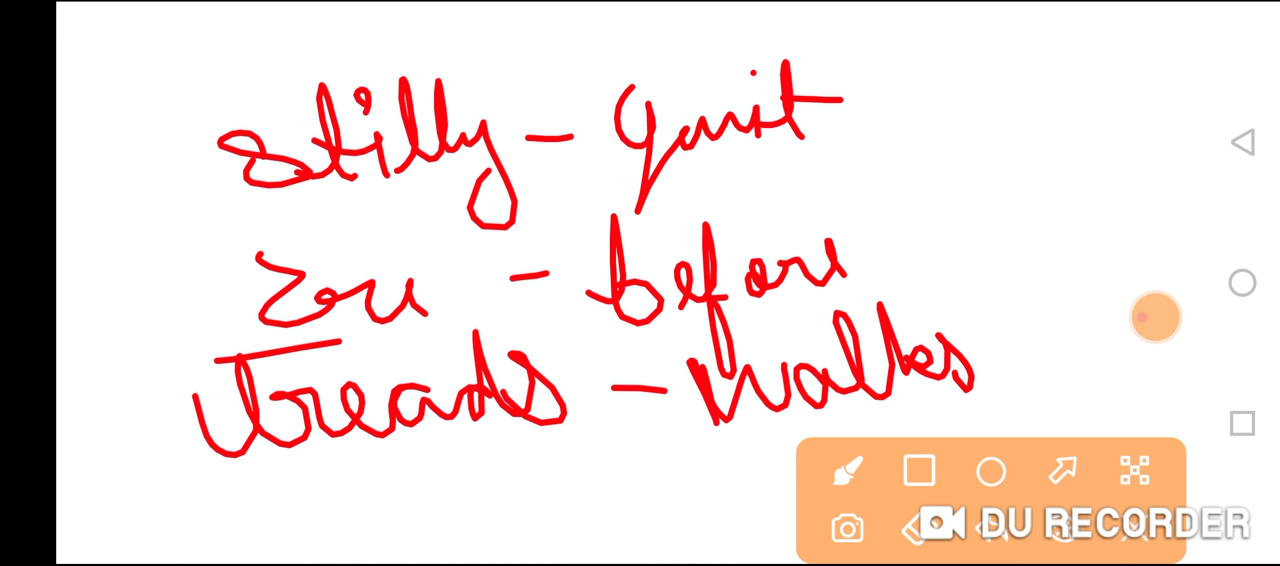 Stilly - quit
Ere - before
treads - walks
DU RECORDER